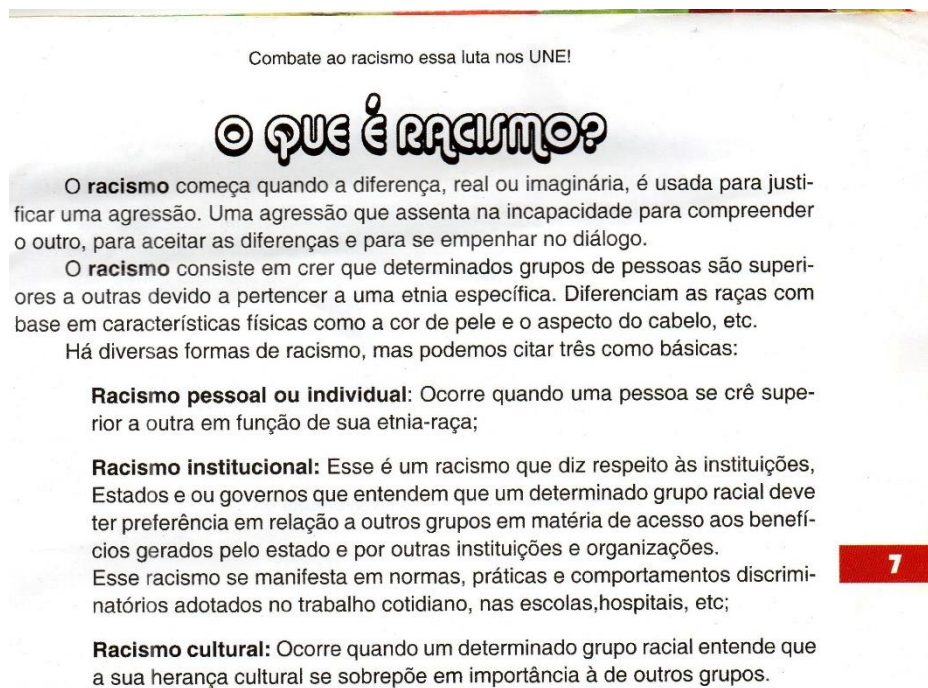 Combate ao racismo essa luta nos UNE!
O QUE É RACISMO?
O racismo começa quando a diferença, real ou imaginária, é usada para justi-
ficar uma agressão. Uma agressão que assenta na incapacidade para compreender
o outro, para aceitar as diferenças e para se empenhar no diálogo.
O racismo consiste em crer que determinados grupos de pessoas são superi-
ores a outras devido a pertencer a uma etnia específica. Diferenciam as raças com
base em características físicas como a cor de pele e o aspecto do cabelo, etc.
Há diversas formas de racismo, mas podemos citar três como básicas:
Racismo pessoal ou individual: Ocorre quando uma pessoa se crê supe-
rior a outra em função de sua etnia-raça;
Racismo institucional: Esse é um racismo que diz respeito às instituições,
Estados e ou governos que entendem que um determinado grupo racial deve
ter preferência em relação a outros grupos em matéria de acesso aos benefí-
cios gerados pelo estado e por outras instituições e organizações.
Esse racismo se manifesta em normas, práticas e comportamentos discrimi-
natórios adotados no trabalho cotidiano, nas escolas,hospitais, etc;
7
Racismo cultural: Ocorre quando um determinado grupo racial entende que
a sua herança cultural se sobrepõe em importância à de outros grupos.